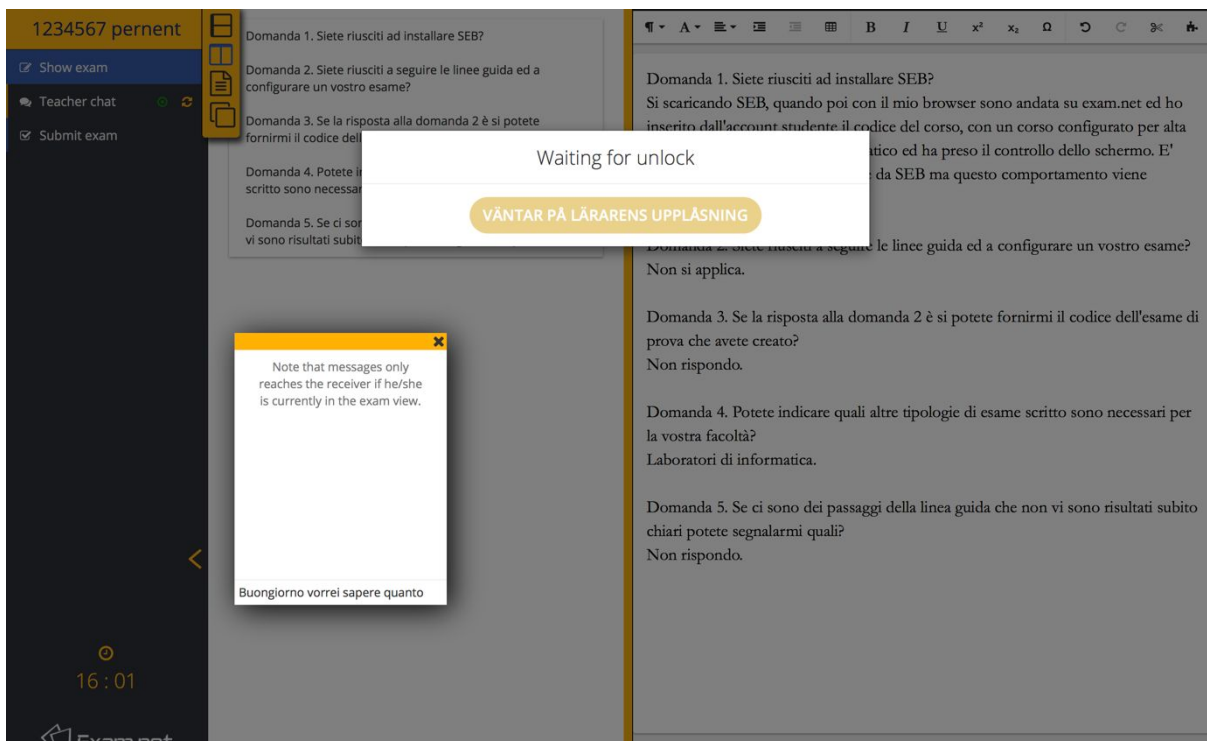 1234567 pernent
Show exam
Teacher chat
Submit exam
16 : 01
Exam.net
Domanda 1. Siete riusciti ad installare SEB?
Domanda 2. Siete riusciti a seguire le linee guida ed a
configurare un vostro esame?
Domanda 3. Se la risposta alla domanda 2 è si potete
fornirmi il codice dell
Domanda 4. Potete
scritto sono necessar
Domanda 5. Se ci
vi sono risultati subit
Waiting for unlock
VÄNTAR PÅ LÄRARENS UPPLÅSNING
Note that messages only
reaches the receiver if he/she
is currently in the exam view.
Buongiorno vorrei sapere quanto
A B I U x² x₂ Ω
Domanda 1. Siete riusciti ad installare SEB?
Si scaricando SEB, quando poi con il mio browser sono andata su exam.net ed ho
inserito dall'account studente il codice del corso, con un corso configurato per alta
atico ed ha preso il controllo dello schermo. E'
da SEB ma questo comportamento viene
Domanda 2. Siete riusciti a seguire le linee guida ed a configurare un vostro esame?
Non si applica.
Domanda 3. Se la risposta alla domanda 2 è si potete fornirmi il codice dell'esame di
prova che avete creato?
Non rispondo.
Domanda 4. Potete indicare quali altre tipologie di esame scritto sono necessari per
la vostra facoltà?
Laboratori di informatica.
Domanda 5. Se ci sono dei passaggi della linea guida che non vi sono risultati subito
chiari potete segnalarmi quali?
Non rispondo.